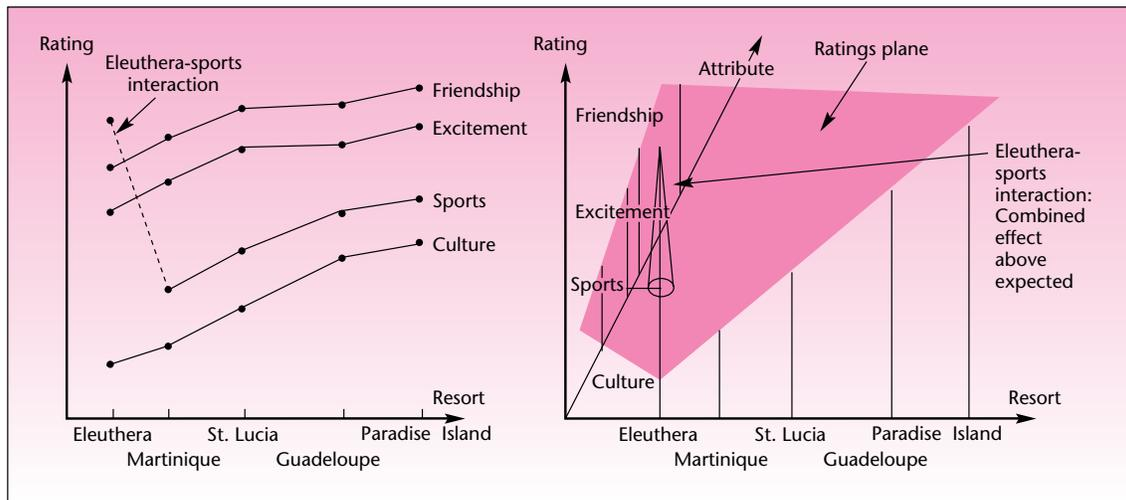 Rating
Eleuthera-sports
interaction
Friendship
Excitement
Sports
Culture
Resort
Eleuthera
St. Lucia
Paradise Island
Martinique
Guadeloupe
Rating
Attribute
Ratings plane
Friendship
Excitement
Sports
Culture
Eleuthera-
sports
interaction:
Combined
effect
above
expected
Resort
Eleuthera
St. Lucia
Paradise Island
Martinique
Guadeloupe